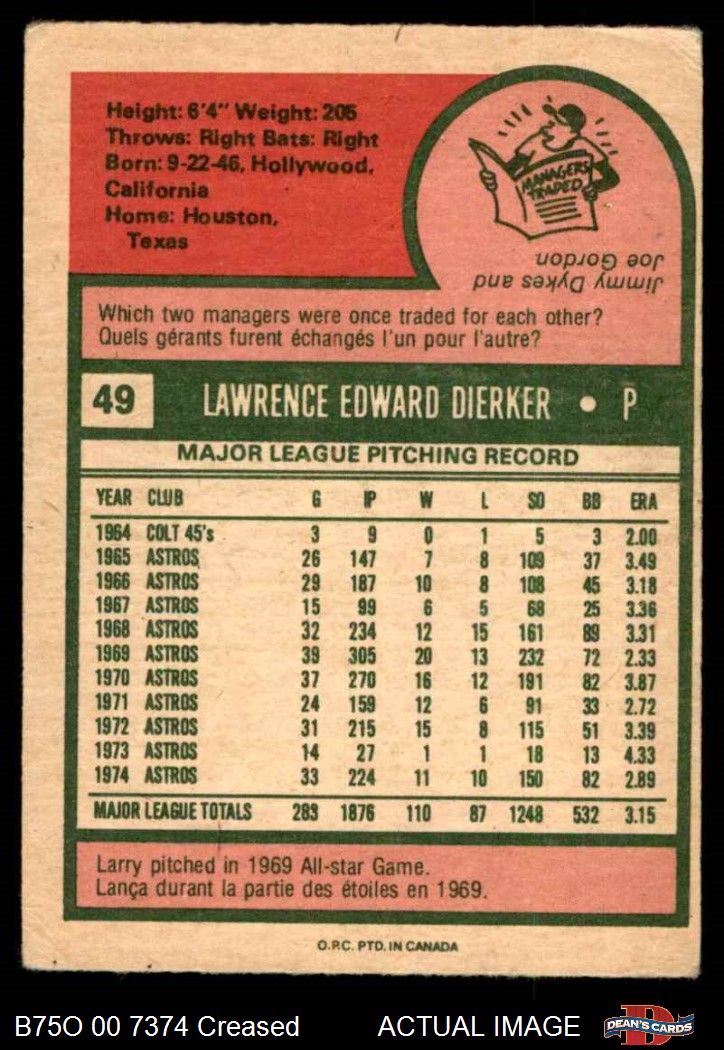 Height: 6'4" Weight: 205
Throws: Right Bats: Right
Born: 9-22-46, Hollywood,
California
Home: Houston,
Texas
MANAGERS
TRADED
Jimmy Dykes and
Joe Gordon
Which two managers were once traded for each other?
Quels gérants furent échangés l'un pour l'autre?
49 LAWRENCE EDWARD DIERKER • P
MAJOR LEAGUE PITCHING RECORD
YEAR CLUB G IP W L SO BB ERA
1964 COLT 45's 3 9 0 1 5 3 2.00
1965 ASTROS 26 147 7 8 109 37 3.49
1966 ASTROS 29 187 10 8 108 45 3.18
1967 ASTROS 15 99 6 5 68 25 3.36
1968 ASTROS 32 234 12 15 161 89 3.31
1969 ASTROS 39 305 20 13 232 72 2.33
1970 ASTROS 37 270 16 12 191 82 3.87
1971 ASTROS 24 159 12 6 91 33 2.72
1972 ASTROS 31 215 15 8 115 51 3.39
1973 ASTROS 14 27 1 1 18 13 4.33
1974 ASTROS 33 224 11 10 150 82 2.89
MAJOR LEAGUE TOTALS 283 1876 110 87 1248 532 3.15
Larry pitched in 1969 All-star Game.
Lança durant la partie des étoiles en 1969.
O.P.C. PTD. IN CANADA
B75O 00 7374 Creased ACTUAL IMAGE
D
DEAN'S CARDS